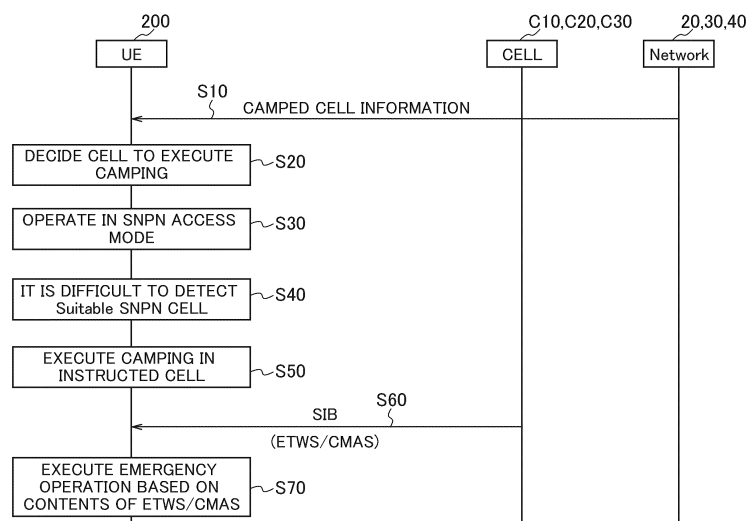 200
C10,C20,C30
20,30,40
UE
CELL
Network
S10
CAMPED CELL INFORMATION
DECIDE CELL TO EXECUTE
CAMPING
S20
OPERATE IN SNPN ACCESS
MODE
S30
IT IS DIFFICULT TO DETECT
Suitable SNPN CELL
S40
EXECUTE CAMPING IN
INSTRUCTED CELL
S50
S60
SIB
(ETWS/CMAS)
EXECUTE EMERGENCY
OPERATION BASED ON
CONTENTS OF ETWS/CMAS
S70